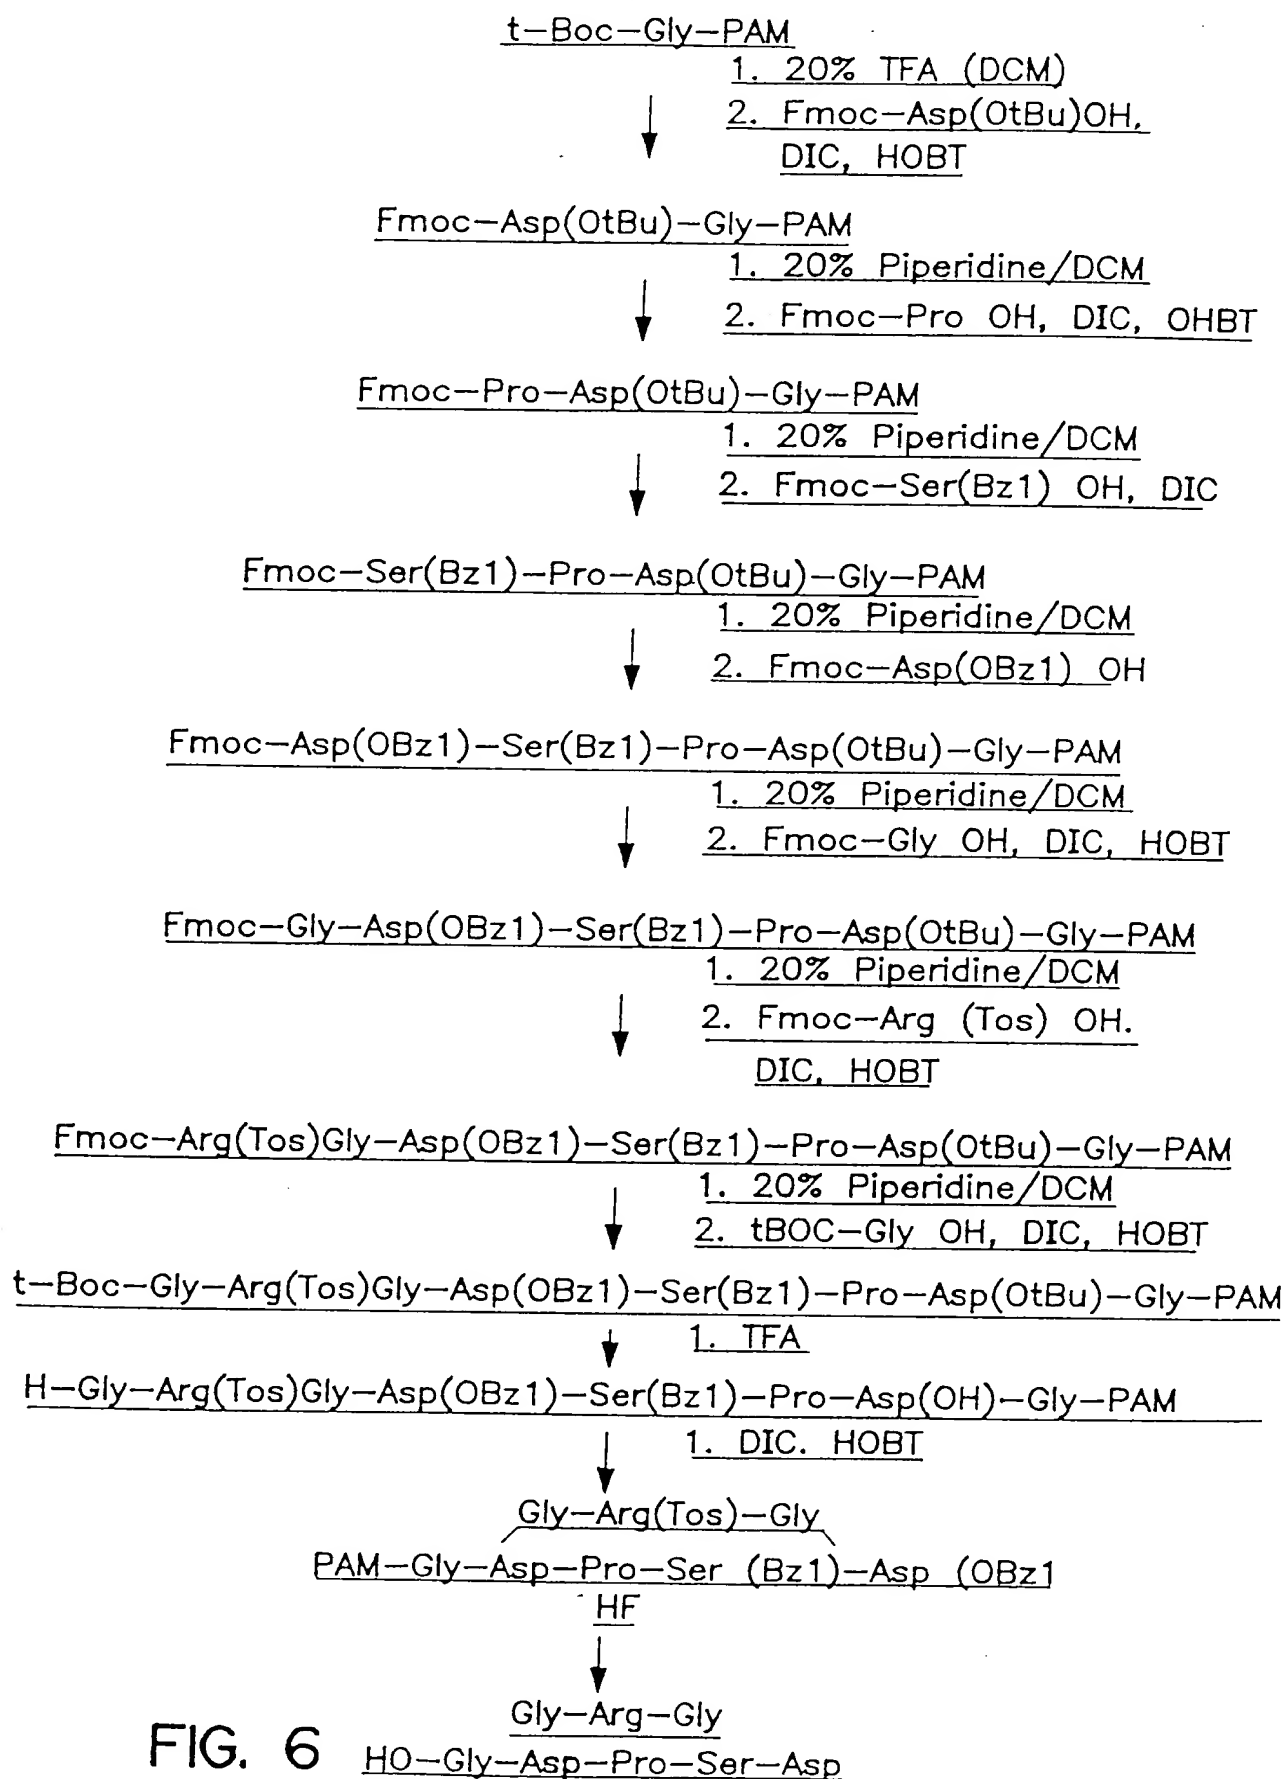 t-Boc-Gly-PAM
1. 20% TFA (DCM)
2. Fmoc-Asp(OtBu)OH,
DIC, HOBT
Fmoc-Asp(OtBu)-Gly-PAM
1. 20% Piperidine/DCM
2. Fmoc-Pro OH, DIC, OHBT
Fmoc-Pro-Asp(OtBu)-Gly-PAM
1. 20% Piperidine/DCM
2. Fmoc-Ser(Bz1) OH, DIC
Fmoc-Ser(Bz1)-Pro-Asp(OtBu)-Gly-PAM
1. 20% Piperidine/DCM
2. Fmoc-Asp(OBz1) OH
Fmoc-Asp(OBz1)-Ser(Bz1)-Pro-Asp(OtBu)-Gly-PAM
1. 20% Piperidine/DCM
2. Fmoc-Gly OH, DIC, HOBT
Fmoc-Gly-Asp(OBz1)-Ser(Bz1)-Pro-Asp(OtBu)-Gly-PAM
1. 20% Piperidine/DCM
2. Fmoc-Arg (Tos) OH.
DIC, HOBT
Fmoc-Arg(Tos)Gly-Asp(OBz1)-Ser(Bz1)-Pro-Asp(OtBu)-Gly-PAM
1. 20% Piperidine/DCM
2. tBOC-Gly OH, DIC, HOBT
t-Boc-Gly-Arg(Tos)Gly-Asp(OBz1)-Ser(Bz1)-Pro-Asp(OtBu)-Gly-PAM
1. TFA
H-Gly-Arg(Tos)Gly-Asp(OBz1)-Ser(Bz1)-Pro-Asp(OH)-Gly-PAM
1. DIC. HOBT
Gly-Arg(Tos)-Gly
PAM-Gly-Asp-Pro-Ser (Bz1)-Asp (OBz1
HF
Gly-Arg-Gly
HO-Gly-Asp-Pro-Ser-Asp
FIG. 6